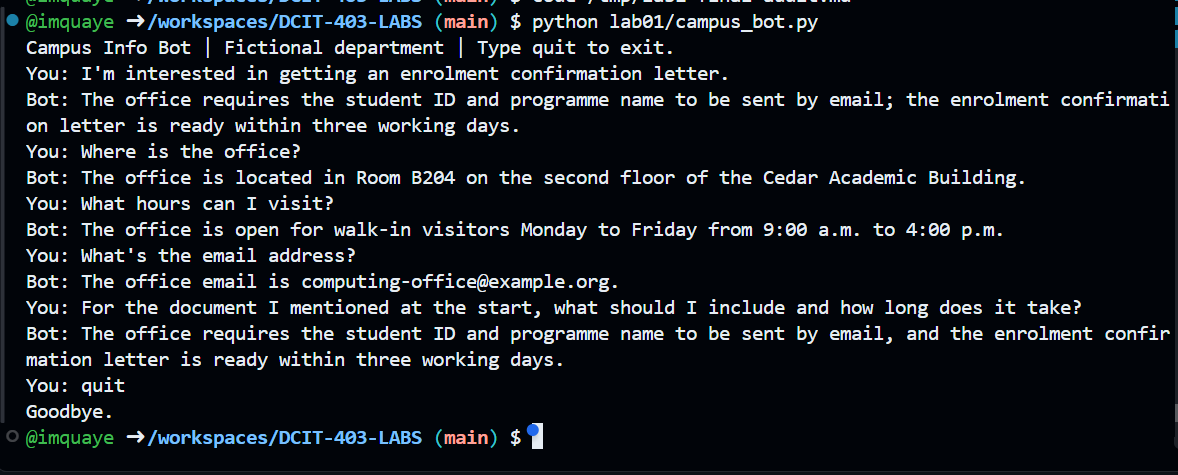 @imquaye ➜/workspaces/DCIT-403-LABS (main) $ python lab01/campus_bot.py
Campus Info Bot | Fictional department | Type quit to exit.
You: I'm interested in getting an enrolment confirmation letter.
Bot: The office requires the student ID and programme name to be sent by email; the enrolment confirmati
on letter is ready within three working days.
You: Where is the office?
Bot: The office is located in Room B204 on the second floor of the Cedar Academic Building.
You: What hours can I visit?
Bot: The office is open for walk-in visitors Monday to Friday from 9:00 a.m. to 4:00 p.m.
You: What's the email address?
Bot: The office email is computing-office@example.org.
You: For the document I mentioned at the start, what should I include and how long does it take?
Bot: The office requires the student ID and programme name to be sent by email, and the enrolment confir
mation letter is ready within three working days.
You: quit
Goodbye.
@imquaye ➜/workspaces/DCIT-403-LABS (main) $